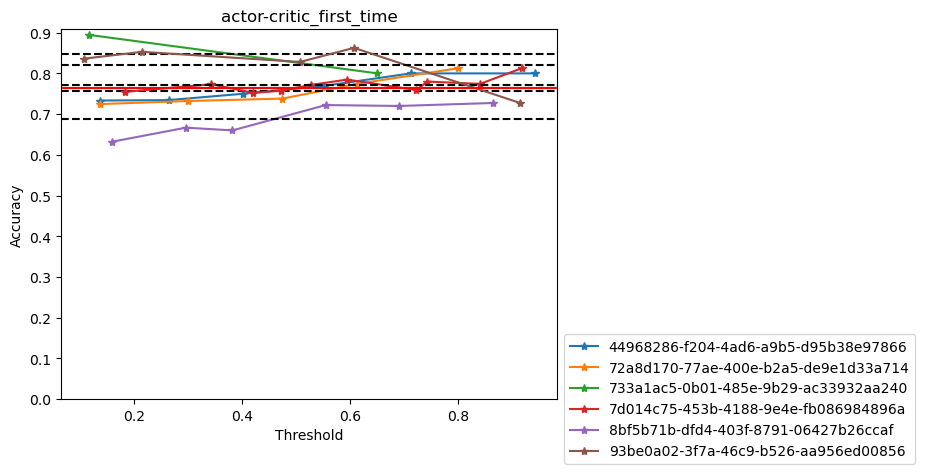 actor-critic_first_time
0.9
0.8
0.7
0.6
0.5
0.4
0.3
0.2
0.1
0.0
Accuracy
0.2 0.4 0.6 0.8
Threshold
44968286-f204-4ad6-a9b5-d95b38e97866
72a8d170-77ae-400e-b2a5-de9e1d33a714
733a1ac5-0b01-485e-9b29-ac33932aa240
7d014c75-453b-4188-9e4e-fb086984896a
8bf5b71b-dfd4-403f-8791-06427b26ccaf
93be0a02-3f7a-46c9-b526-aa956ed00856